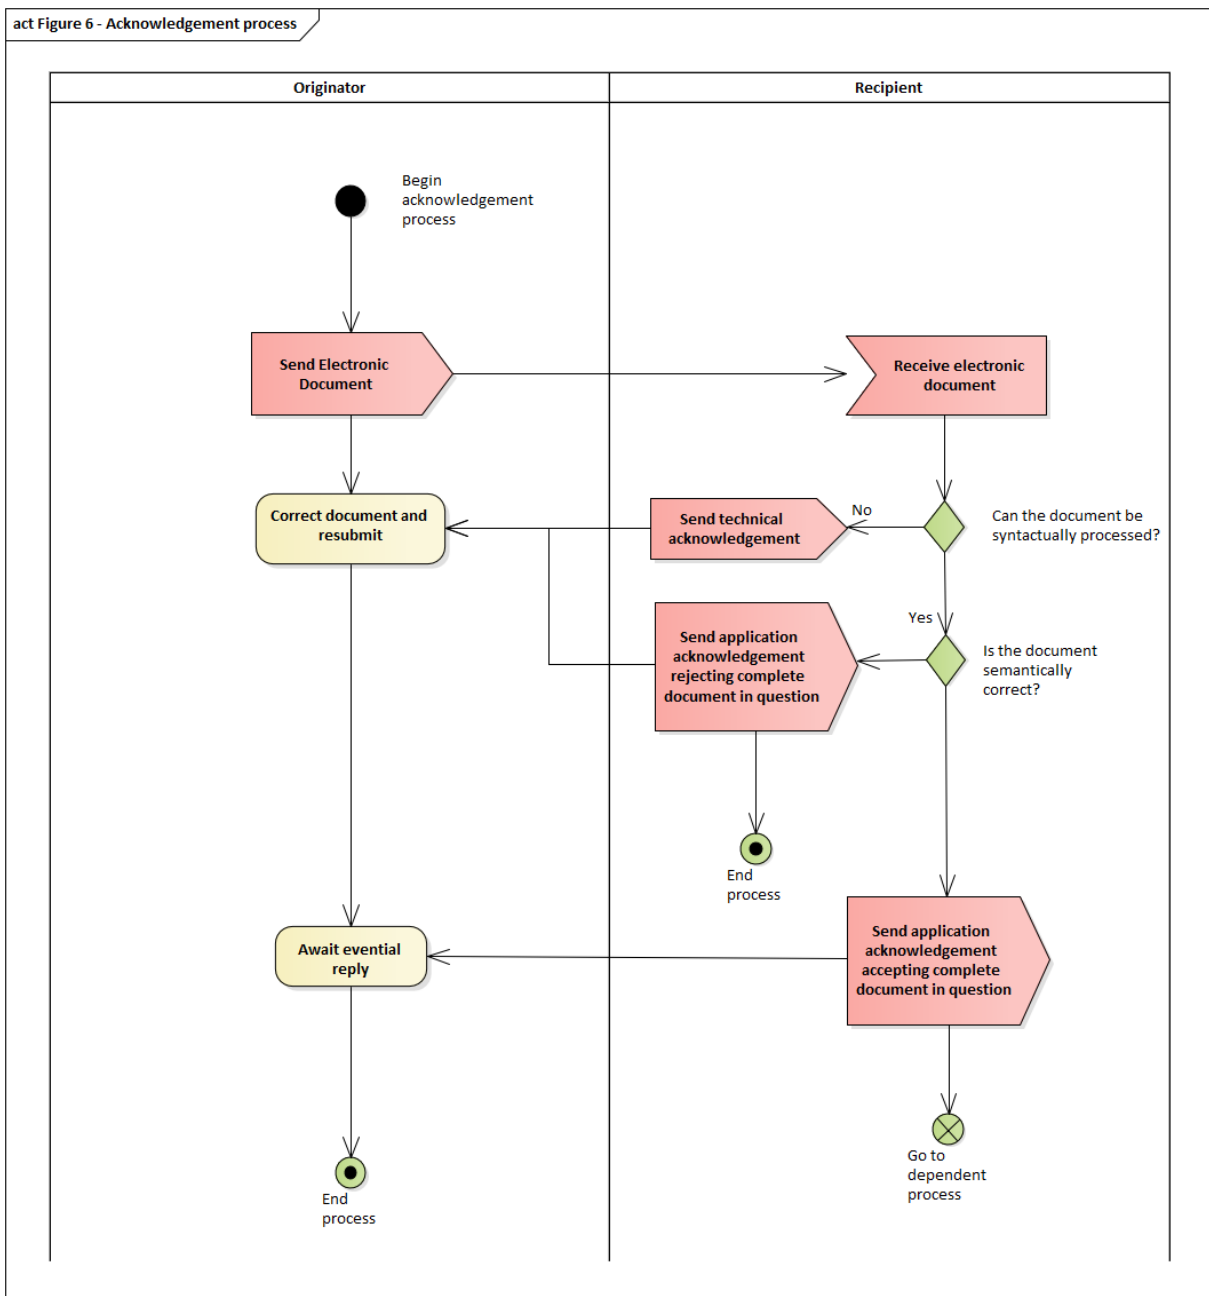 act Figure 6 - Acknowledgement process
Originator
Recipient
Begin
acknowledgement
process
Send Electronic
Document
Receive electronic
document
Correct document and
resubmit
Send technical
acknowledgement
No
Can the document be
syntactually processed?
Yes
Send application
acknowledgement
rejecting complete
document in question
Is the document
semantically
correct?
End
process
Await evential
reply
Send application
acknowledgement
accepting complete
document in question
Go to
dependent
process
End
process